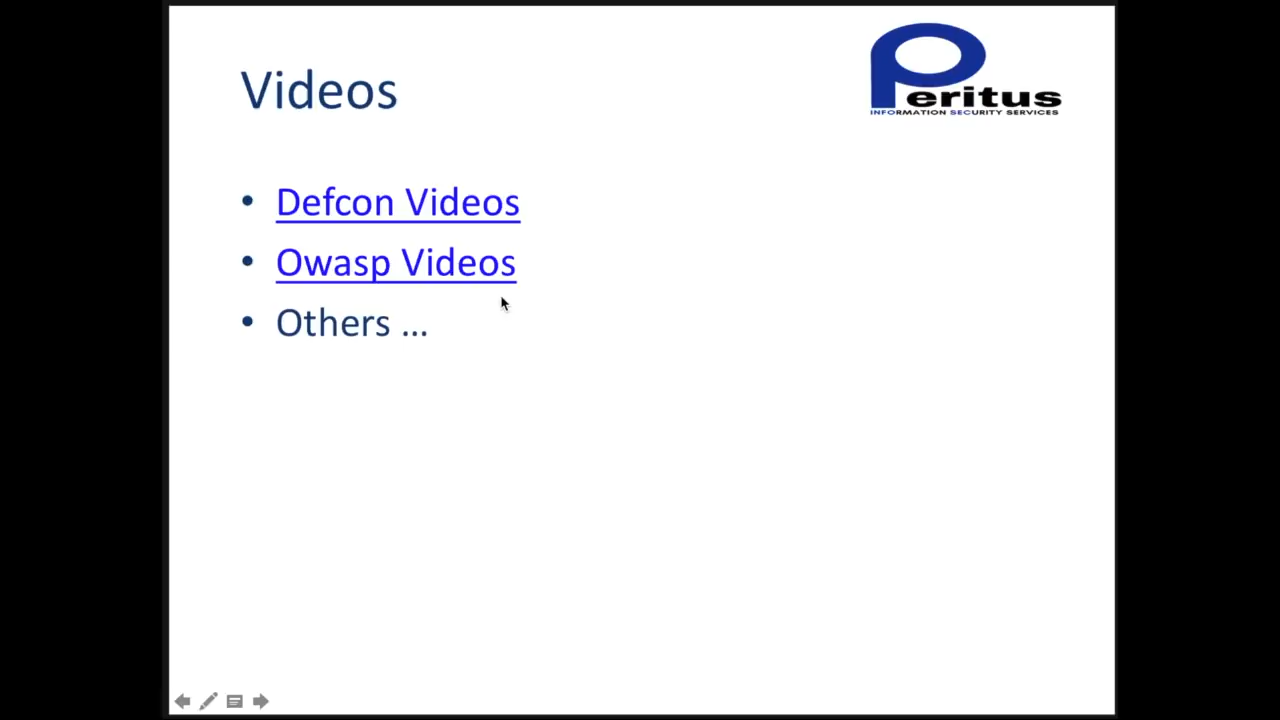 Videos
Peritus
INFORMATION SECURITY SERVICES
• Defcon Videos
• Owasp Videos
• Others ...